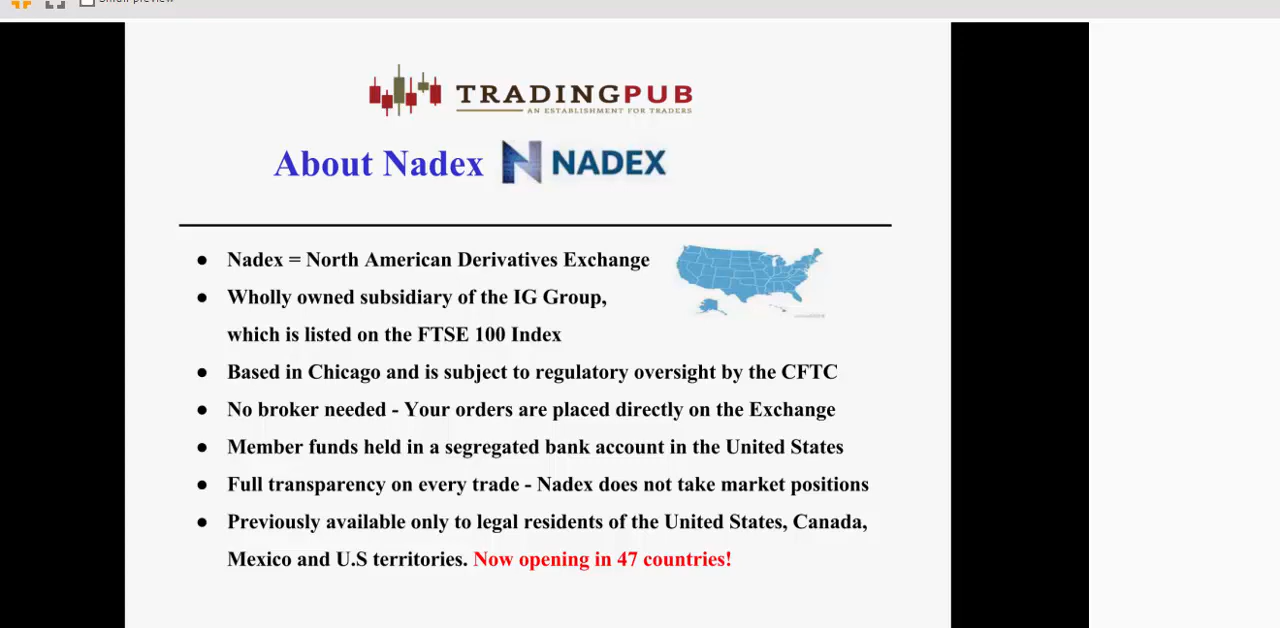 Small preview
TRADINGPUB
AN ESTABLISHMENT FOR TRADERS
About Nadex NADEX
● Nadex = North American Derivatives Exchange
● Wholly owned subsidiary of the IG Group,
which is listed on the FTSE 100 Index
● Based in Chicago and is subject to regulatory oversight by the CFTC
● No broker needed - Your orders are placed directly on the Exchange
● Member funds held in a segregated bank account in the United States
● Full transparency on every trade - Nadex does not take market positions
● Previously available only to legal residents of the United States, Canada,
Mexico and U.S territories. Now opening in 47 countries!